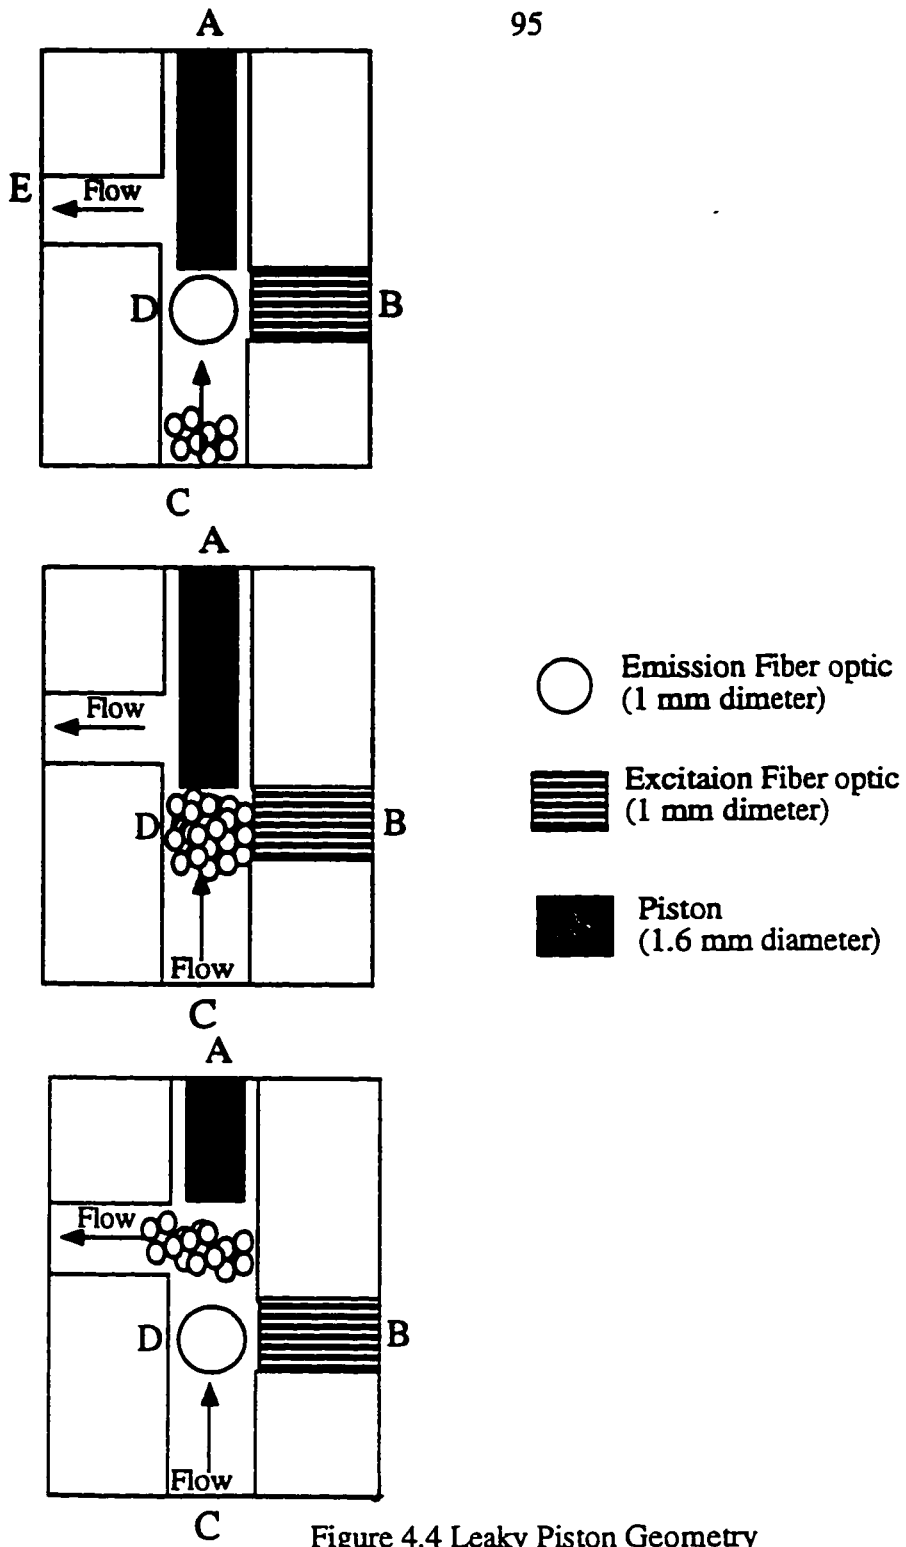 95
A
E
Flow
D
B
C
A
Flow
D
B
Flow
C
Emission Fiber optic
(1 mm dimeter)
Excitaion Fiber optic
(1 mm dimeter)
Piston
(1.6 mm diameter)
A
Flow
D
B
Flow
C
Figure 4.4 Leaky Piston Geometry